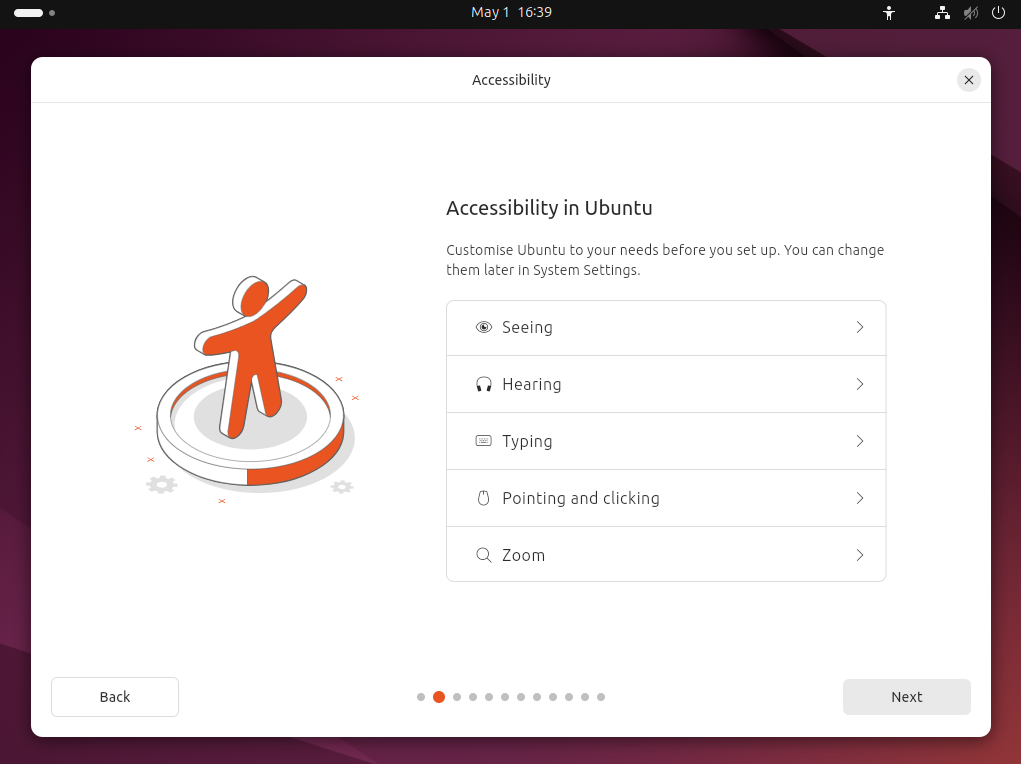 May 1 16:39
Accessibility
Accessibility in Ubuntu
Customise Ubuntu to your needs before you set up. You can change
them later in System Settings.
Seeing
Hearing
Typing
Pointing and clicking
Zoom
Back
Next